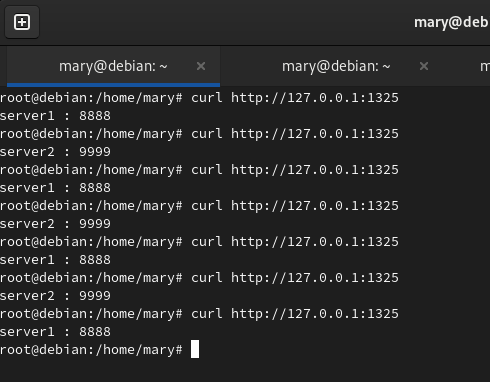 mary@deb
mary@debian: ~ × mary@debian: ~ ×
root@debian:/home/mary# curl http://127.0.0.1:1325
server1 : 8888
root@debian:/home/mary# curl http://127.0.0.1:1325
server2 : 9999
root@debian:/home/mary# curl http://127.0.0.1:1325
server1 : 8888
root@debian:/home/mary# curl http://127.0.0.1:1325
server2 : 9999
root@debian:/home/mary# curl http://127.0.0.1:1325
server1 : 8888
root@debian:/home/mary# curl http://127.0.0.1:1325
server2 : 9999
root@debian:/home/mary# curl http://127.0.0.1:1325
server1 : 8888
root@debian:/home/mary#